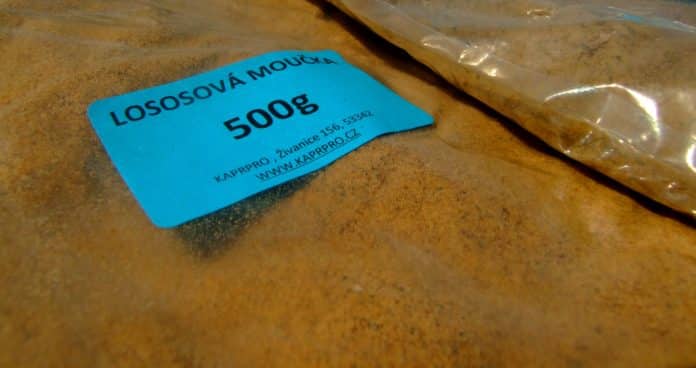 LOSOSOVÁ MOUČKA
500g
KAPRPRO , Živanice 156, 53342
WWW.KAPRPRO.CZ